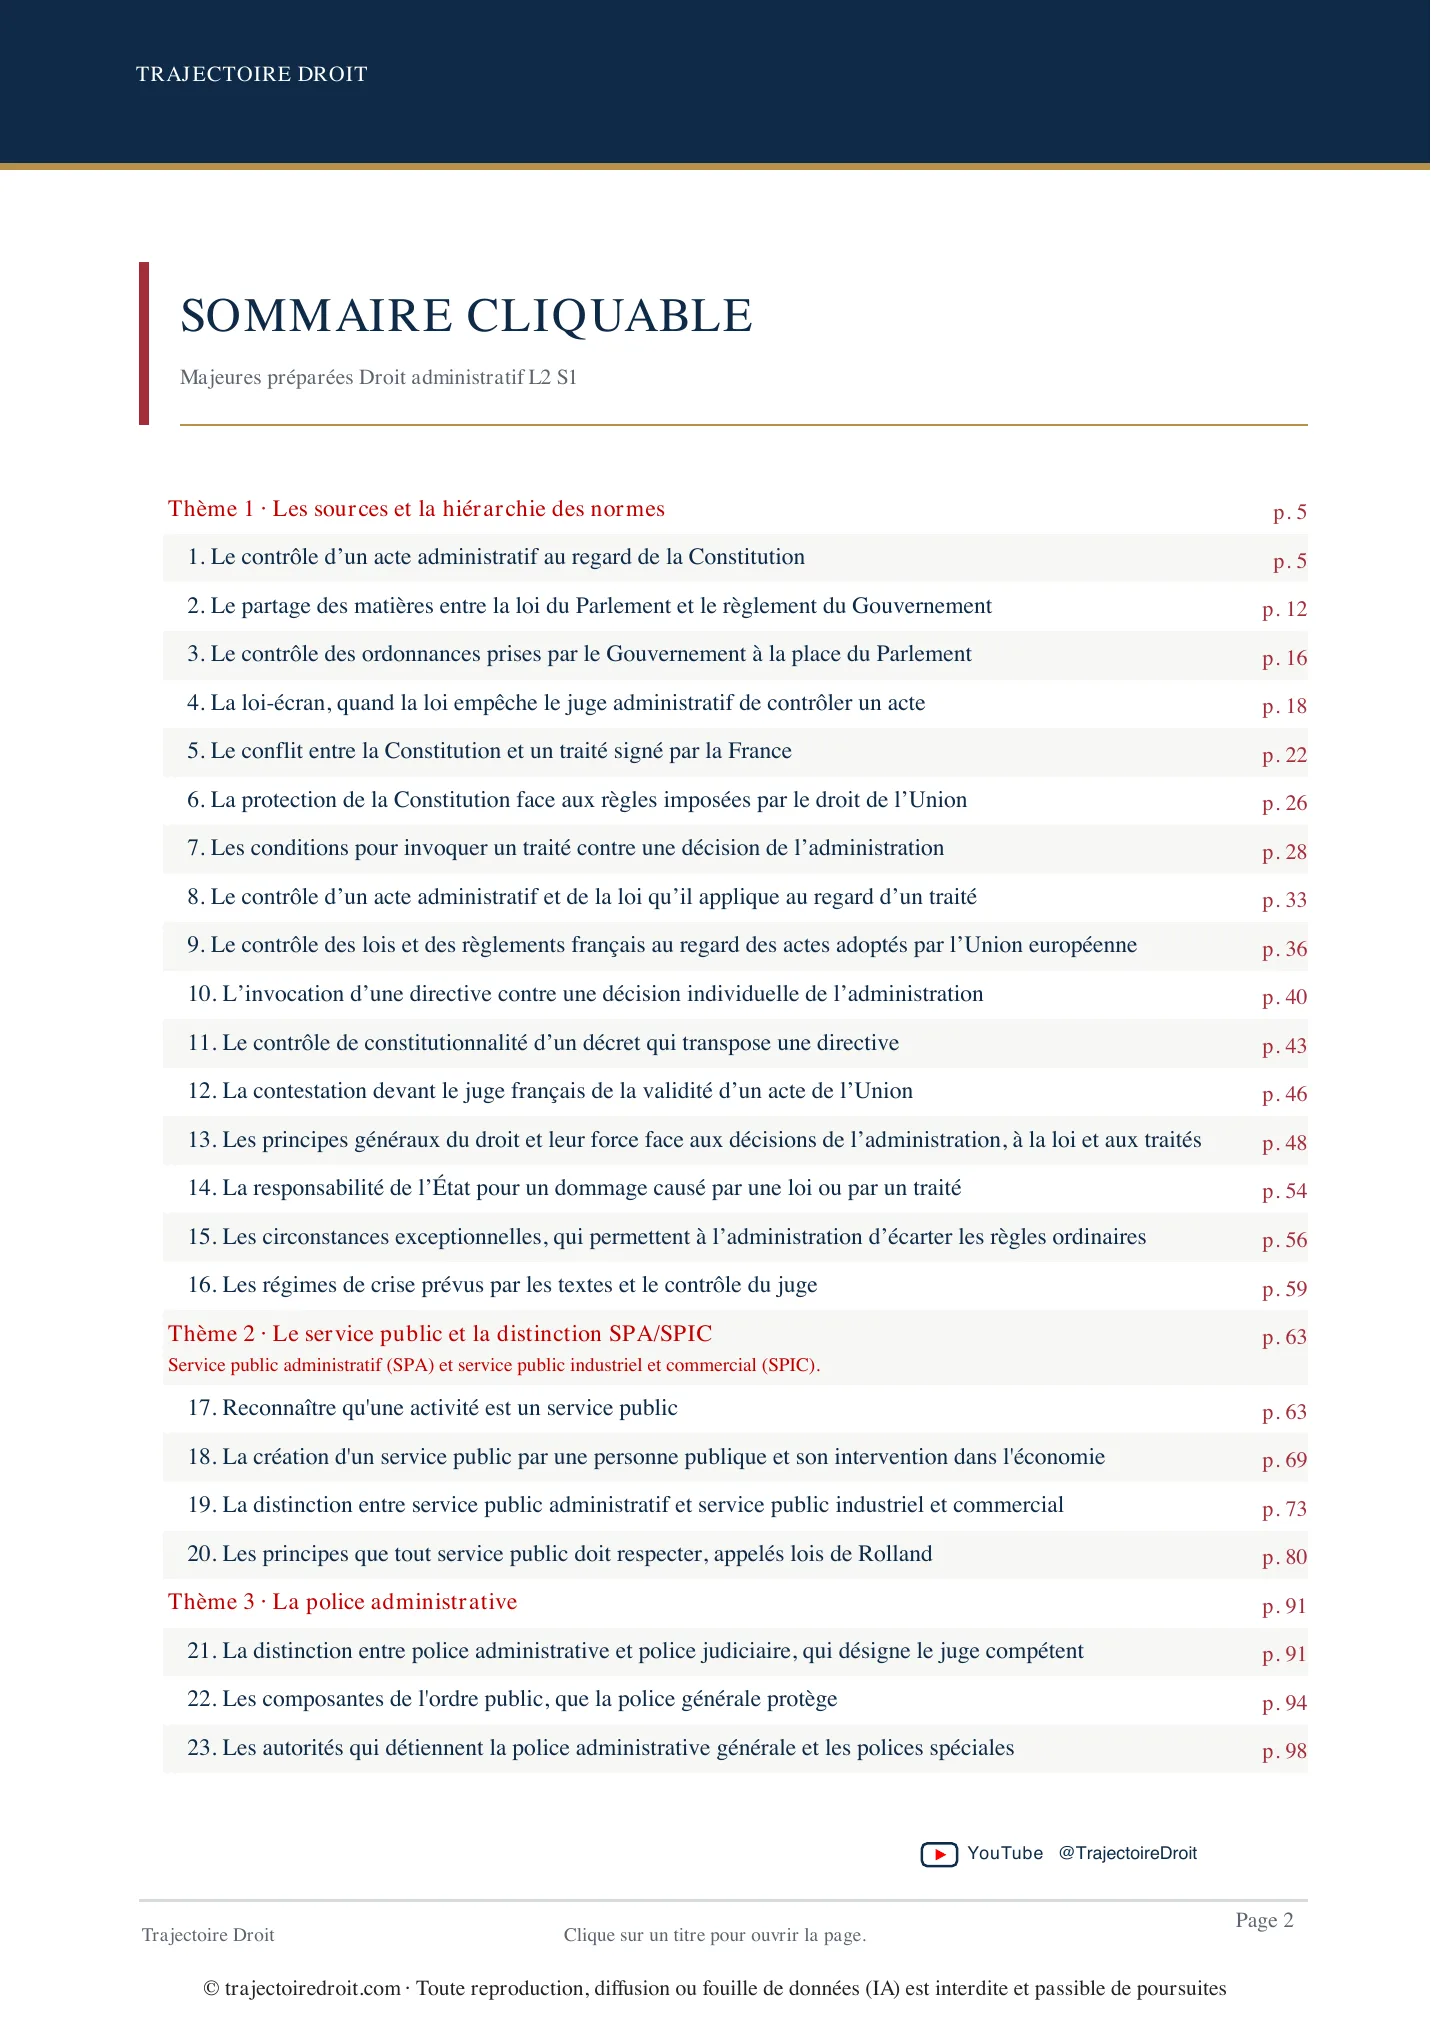 TRAJECTOIRE DROIT
SOMMAIRE CLIQUABLE
Majeures préparées Droit administratif L2 S1
Thème 1 · Les sources et la hiérarchie des normes p. 5
1. Le contrôle d’un acte administratif au regard de la Constitution p. 5
2. Le partage des matières entre la loi du Parlement et le règlement du Gouvernement p. 12
3. Le contrôle des ordonnances prises par le Gouvernement à la place du Parlement p. 16
4. La loi-écran, quand la loi empêche le juge administratif de contrôler un acte p. 18
5. Le conflit entre la Constitution et un traité signé par la France p. 22
6. La protection de la Constitution face aux règles imposées par le droit de l’Union p. 26
7. Les conditions pour invoquer un traité contre une décision de l’administration p. 28
8. Le contrôle d’un acte administratif et de la loi qu’il applique au regard d’un traité p. 33
9. Le contrôle des lois et des règlements français au regard des actes adoptés par l’Union européenne p. 36
10. L’invocation d’une directive contre une décision individuelle de l’administration p. 40
11. Le contrôle de constitutionnalité d’un décret qui transpose une directive p. 43
12. La contestation devant le juge français de la validité d’un acte de l’Union p. 46
13. Les principes généraux du droit et leur force face aux décisions de l’administration, à la loi et aux traités p. 48
14. La responsabilité de l’État pour un dommage causé par une loi ou par un traité p. 54
15. Les circonstances exceptionnelles, qui permettent à l’administration d’écarter les règles ordinaires p. 56
16. Les régimes de crise prévus par les textes et le contrôle du juge p. 59
Thème 2 · Le service public et la distinction SPA/SPIC p. 63
Service public administratif (SPA) et service public industriel et commercial (SPIC).
17. Reconnaître qu'une activité est un service public p. 63
18. La création d'un service public par une personne publique et son intervention dans l'économie p. 69
19. La distinction entre service public administratif et service public industriel et commercial p. 73
20. Les principes que tout service public doit respecter, appelés lois de Rolland p. 80
Thème 3 · La police administrative p. 91
21. La distinction entre police administrative et police judiciaire, qui désigne le juge compétent p. 91
22. Les composantes de l'ordre public, que la police générale protège p. 94
23. Les autorités qui détiennent la police administrative générale et les polices spéciales p. 98
YouTube @TrajectoireDroit
Trajectoire Droit Clique sur un titre pour ouvrir la page. Page 2
© trajectoiredroit.com · Toute reproduction, diffusion ou fouille de données (IA) est interdite et passible de poursuites